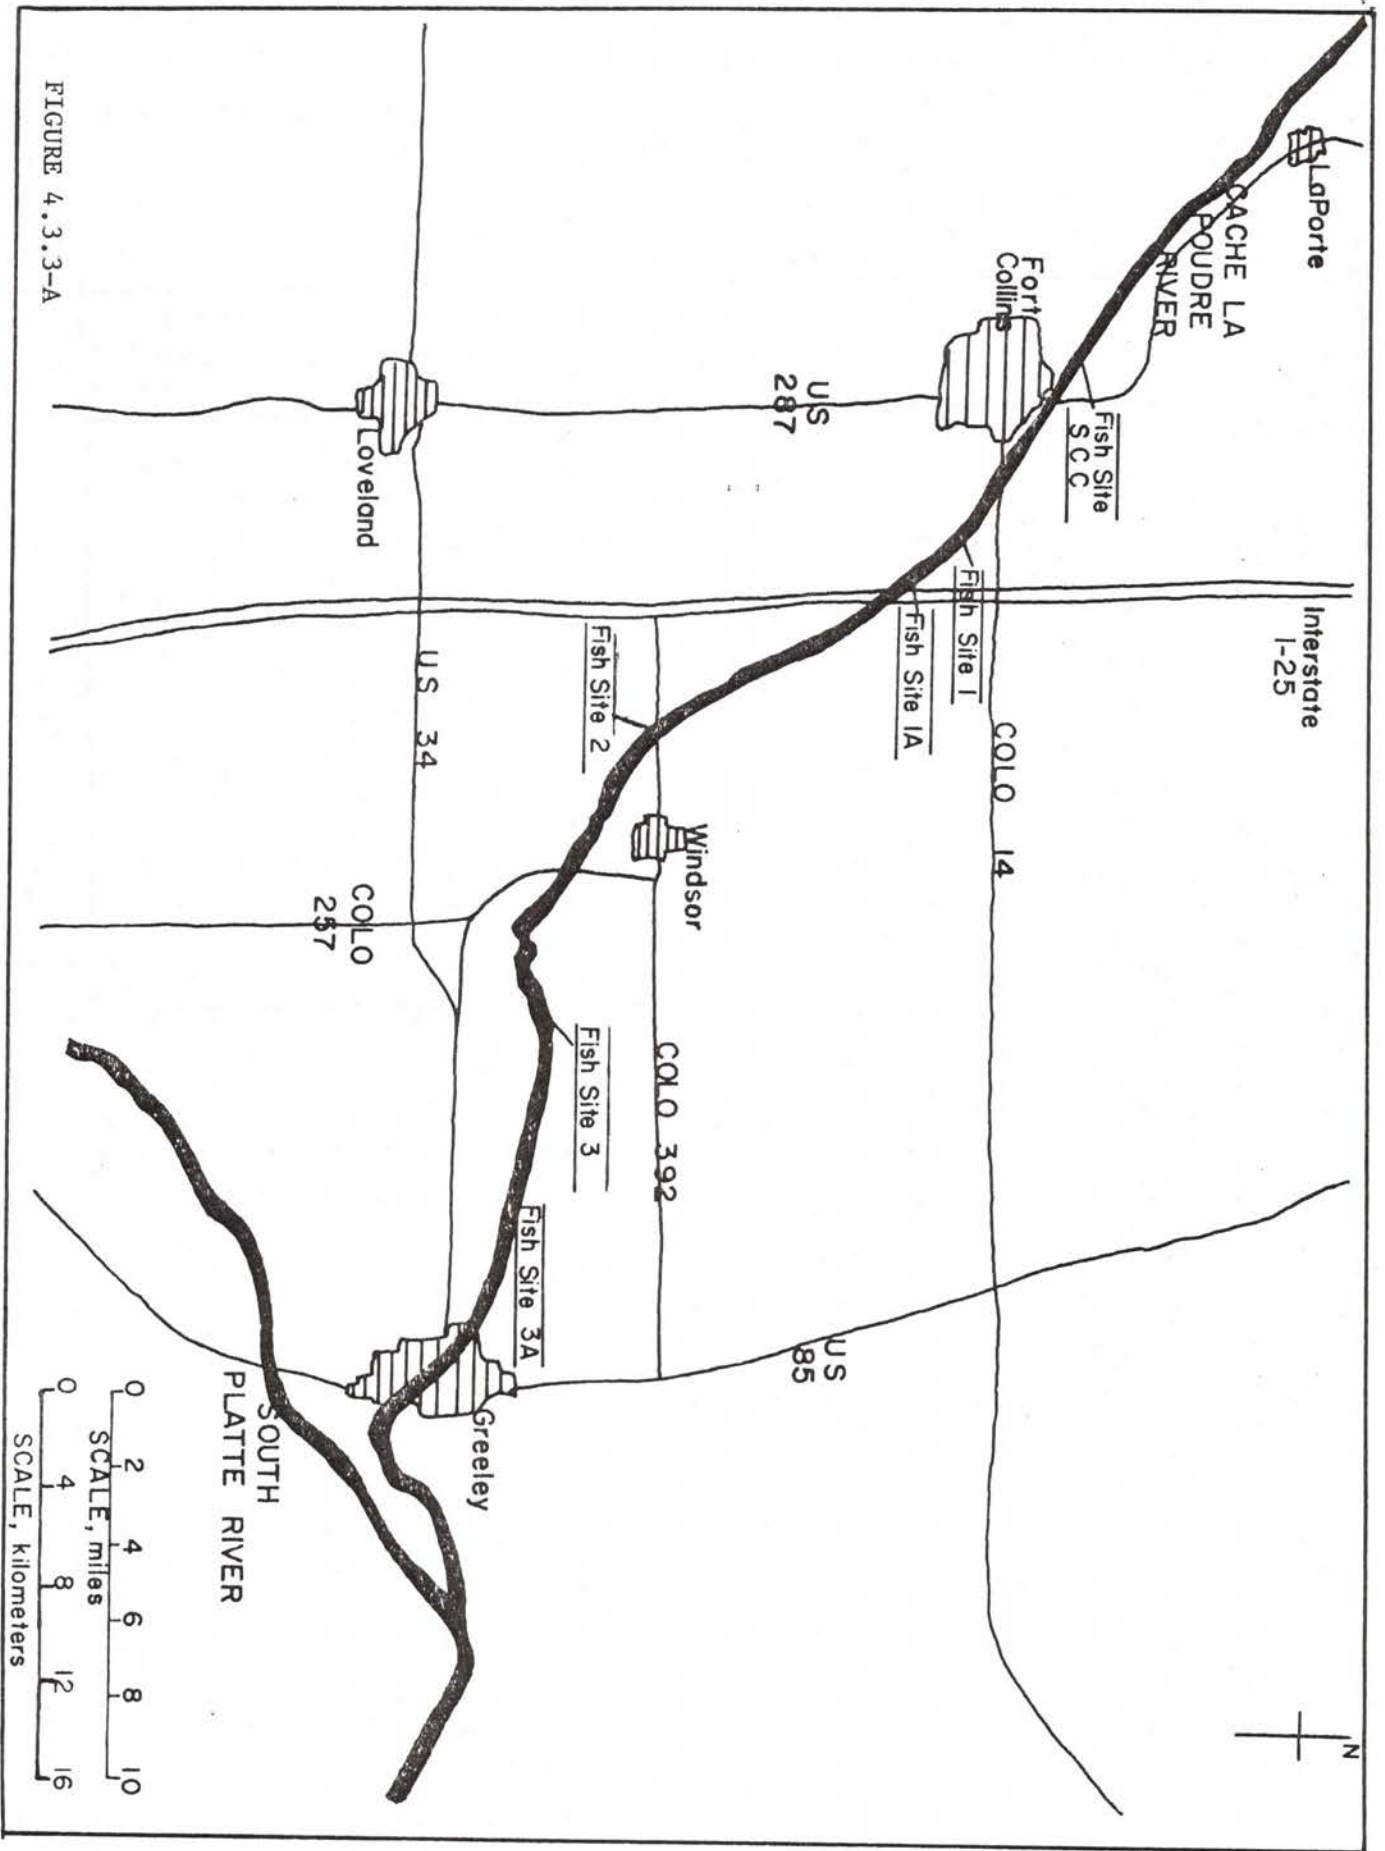 LaPorte
CACHE LA
POUDRE
RIVER
Fort
Collins
Fish Site
S C C
Interstate
I-25
N
Fish Site 1
Fish Site 1A
COLO 14
US
287
US
85
Windsor
COLO 392
Fish Site 2
Fish Site 3
Fish Site 3A
Loveland
US 34
COLO
257
Greeley
SOUTH
PLATTE RIVER
0 2 4 6 8 10
SCALE, miles
0 4 8 12 16
SCALE, kilometers
FIGURE 4.3.3-A